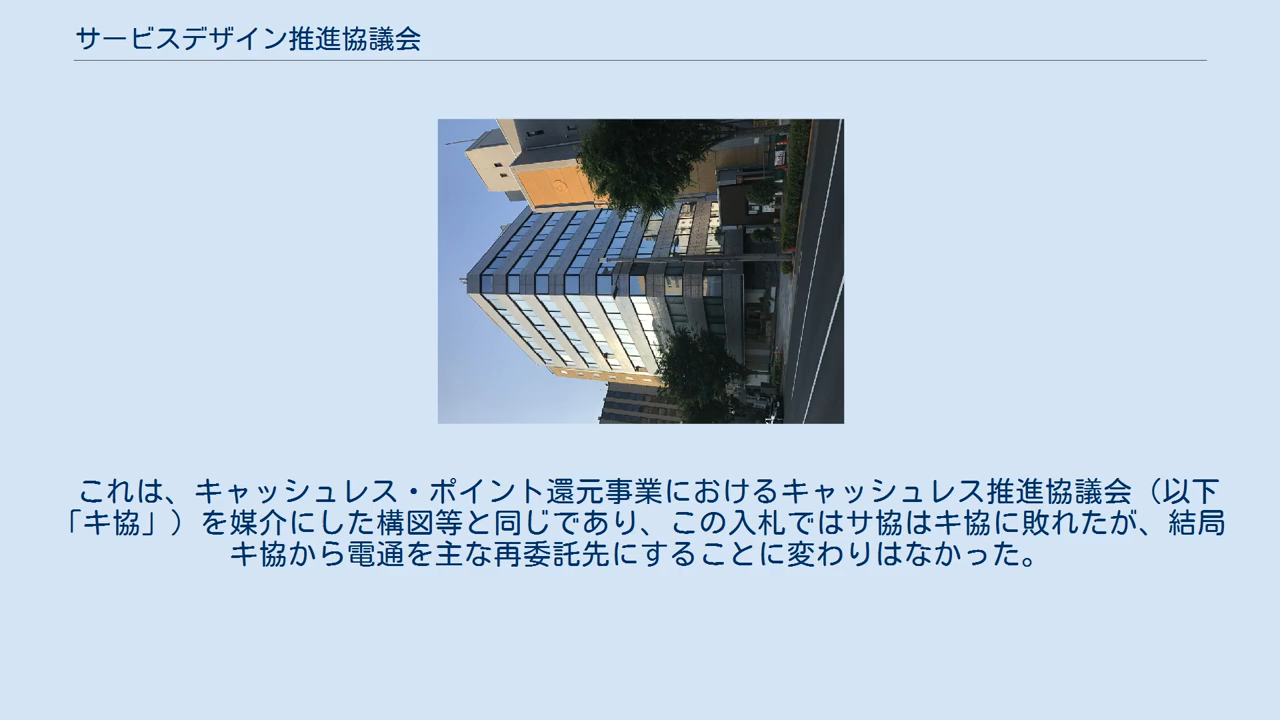 サービスデザイン推進協議会
これは、キャッシュレス・ポイント還元事業におけるキャッシュレス推進協議会（以下
「キ協」）を媒介にした構図等と同じであり、この入札ではサ協はキ協に敗れたが、結局
キ協から電通を主な再委託先にすることに変わりはなかった。